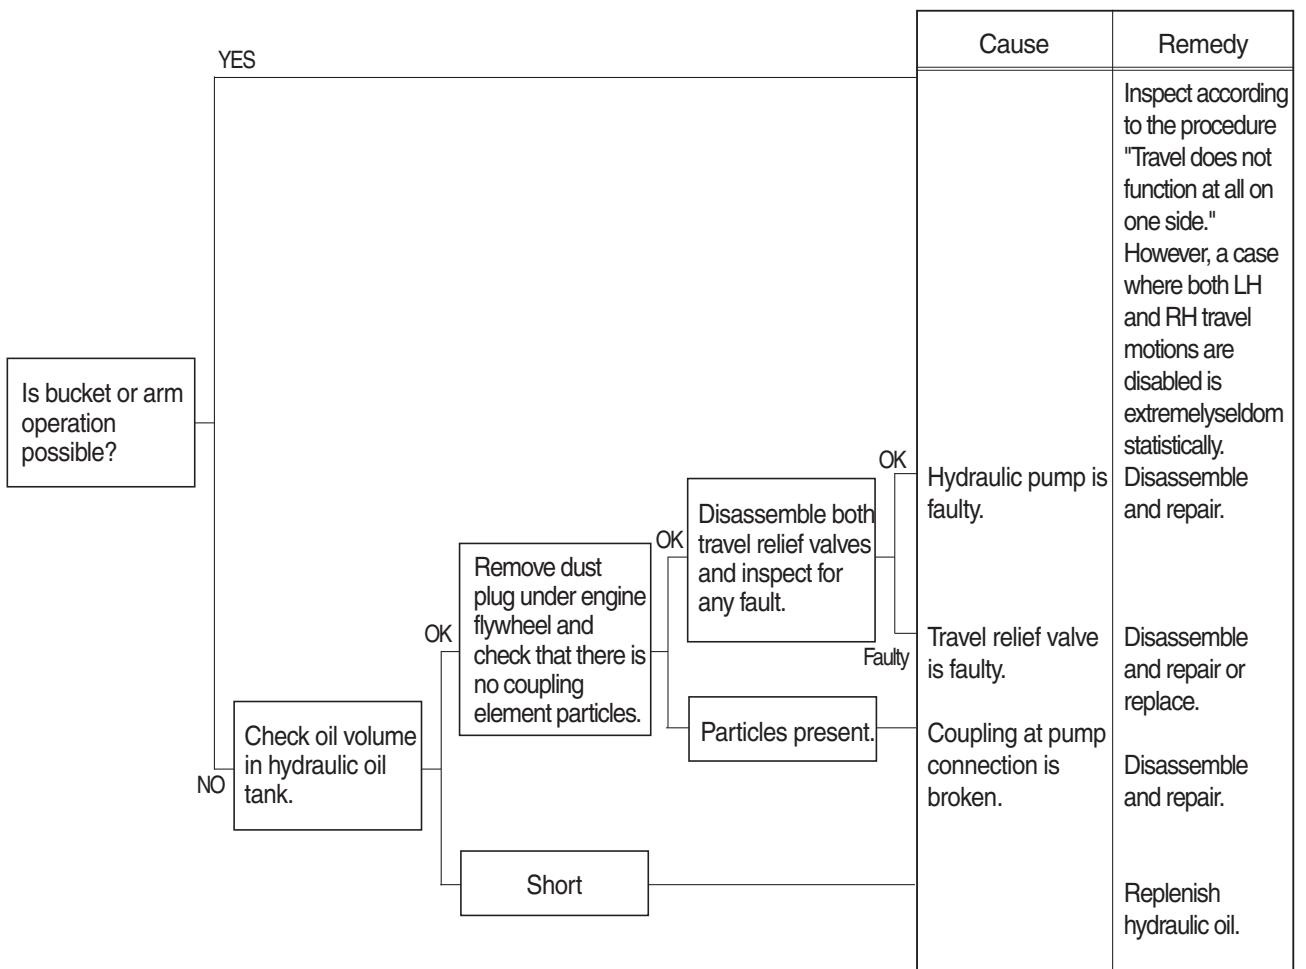 YES
Is bucket or arm
operation
possible?
NO
Check oil volume
in hydraulic oil
tank.
OK
Remove dust
plug under engine
flywheel and
check that there is
no coupling
element particles.
Short
OK
Disassemble both
travel relief valves
and inspect for
any fault.
Particles present.
OK
Faulty
Cause
Hydraulic pump is
faulty.
Travel relief valve
is faulty.
Coupling at pump
connection is
broken.
Remedy
Inspect according
to the procedure
"Travel does not
function at all on
one side."
However, a case
where both LH
and RH travel
motions are
disabled is
extremelyseldom
statistically.
Disassemble
and repair.
Disassemble
and repair or
replace.
Disassemble
and repair.
Replenish
hydraulic oil.